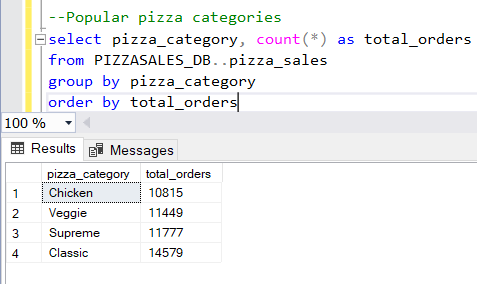 --Popular pizza categories
select pizza_category, count(*) as total_orders
from PIZZASALES_DB..pizza_sales
group by pizza_category
order by total_orders
100 %
Results Messages
pizza_category total_orders
1 Chicken 10815
2 Veggie 11449
3 Supreme 11777
4 Classic 14579